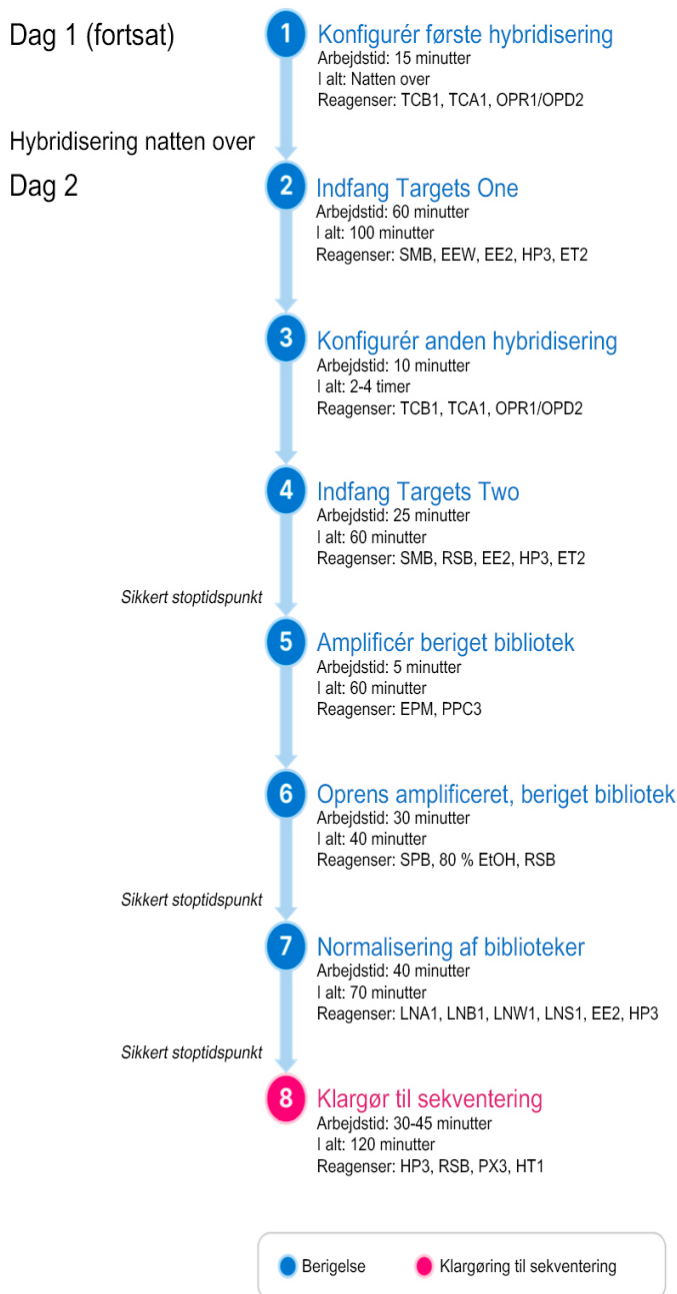 Dag 1 (fortsat)
1
Konfigurér første hybridisering
Arbejdstid: 15 minutter
I alt: Natten over
Reagenser: TCB1, TCA1, OPR1/OPD2
Hybridisering natten over
Dag 2
2
Indfang Targets One
Arbejdstid: 60 minutter
I alt: 100 minutter
Reagenser: SMB, EEW, EE2, HP3, ET2
3
Konfigurér anden hybridisering
Arbejdstid: 10 minutter
I alt: 2-4 timer
Reagenser: TCB1, TCA1, OPR1/OPD2
4
Indfang Targets Two
Arbejdstid: 25 minutter
I alt: 60 minutter
Reagenser: SMB, RSB, EE2, HP3, ET2
Sikkert stoptidspunkt
5
Amplificér beriget bibliotek
Arbejdstid: 5 minutter
I alt: 60 minutter
Reagenser: EPM, PPC3
6
Oprens amplificeret, beriget bibliotek
Arbejdstid: 30 minutter
I alt: 40 minutter
Reagenser: SPB, 80 % EtOH, RSB
Sikkert stoptidspunkt
7
Normalisering af biblioteker
Arbejdstid: 40 minutter
I alt: 70 minutter
Reagenser: LNA1, LNB1, LNW1, LNS1, EE2, HP3
Sikkert stoptidspunkt
8
Klargør til sekventering
Arbejdstid: 30-45 minutter
I alt: 120 minutter
Reagenser: HP3, RSB, PX3, HT1
Berigelse
Klargøring til sekventering